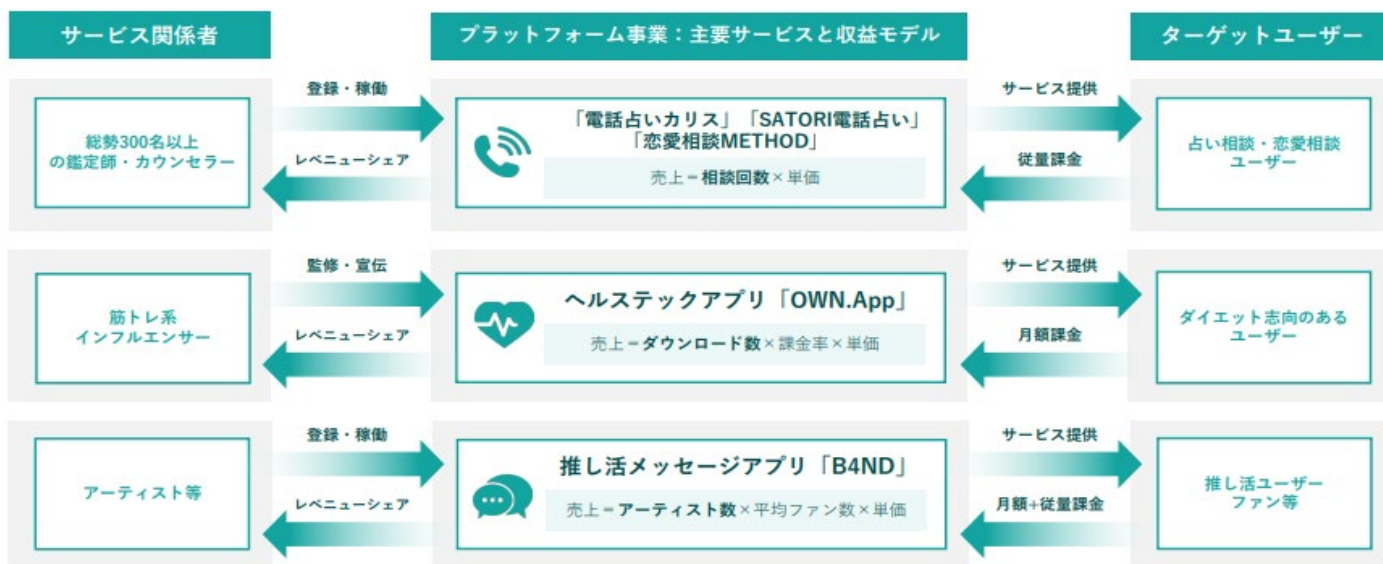 サービス関係者
プラットフォーム事業：主要サービスと収益モデル
ターゲットユーザー
総勢300名以上
の鑑定師・カウンセラー
登録・稼働
レベニューシェア
「電話占いカリス」「SATORI電話占い」
「恋愛相談METHOD」
売上＝相談回数×単価
サービス提供
従量課金
占い相談・恋愛相談
ユーザー
筋トレ系
インフルエンサー
監修・宣伝
レベニューシェア
ヘルステックアプリ「OWN.App」
売上＝ダウンロード数×課金率×単価
サービス提供
月額課金
ダイエット志向のある
ユーザー
アーティスト等
登録・稼働
レベニューシェア
推し活メッセージアプリ「B4ND」
売上＝アーティスト数×平均ファン数×単価
サービス提供
月額+従量課金
推し活ユーザー
ファン等